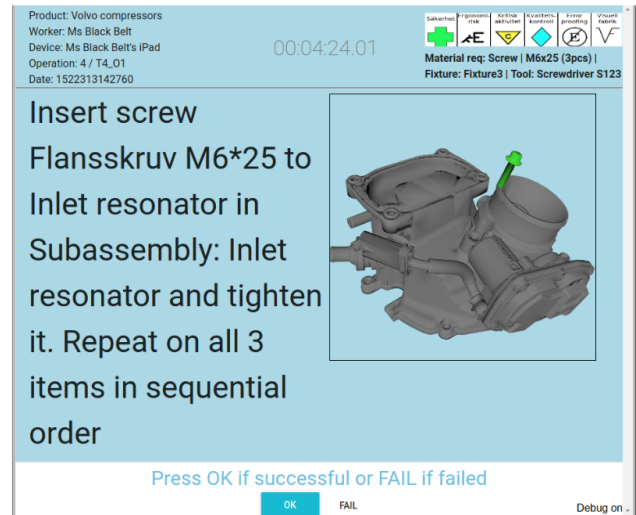 Product: Volvo compressors
Worker: Ms Black Belt
Device: Ms Black Belt's iPad
Operation: 4 / T4_O1
Date: 1522313142760
00:04:24.01
Säkerhet
Ergonomi-
risk
Kritisk
aktivitet
Kvalitets-
kontroll
Error
proofing
Visuell
fabrik
Material req: Screw | M6x25 (3pcs) |
Fixture: Fixture3 | Tool: Screwdriver S123
Insert screw
Flansskruv M6*25 to
Inlet resonator in
Subassembly: Inlet
resonator and tighten
it. Repeat on all 3
items in sequential
order
Press OK if successful or FAIL if failed
OK
FAIL
Debug on